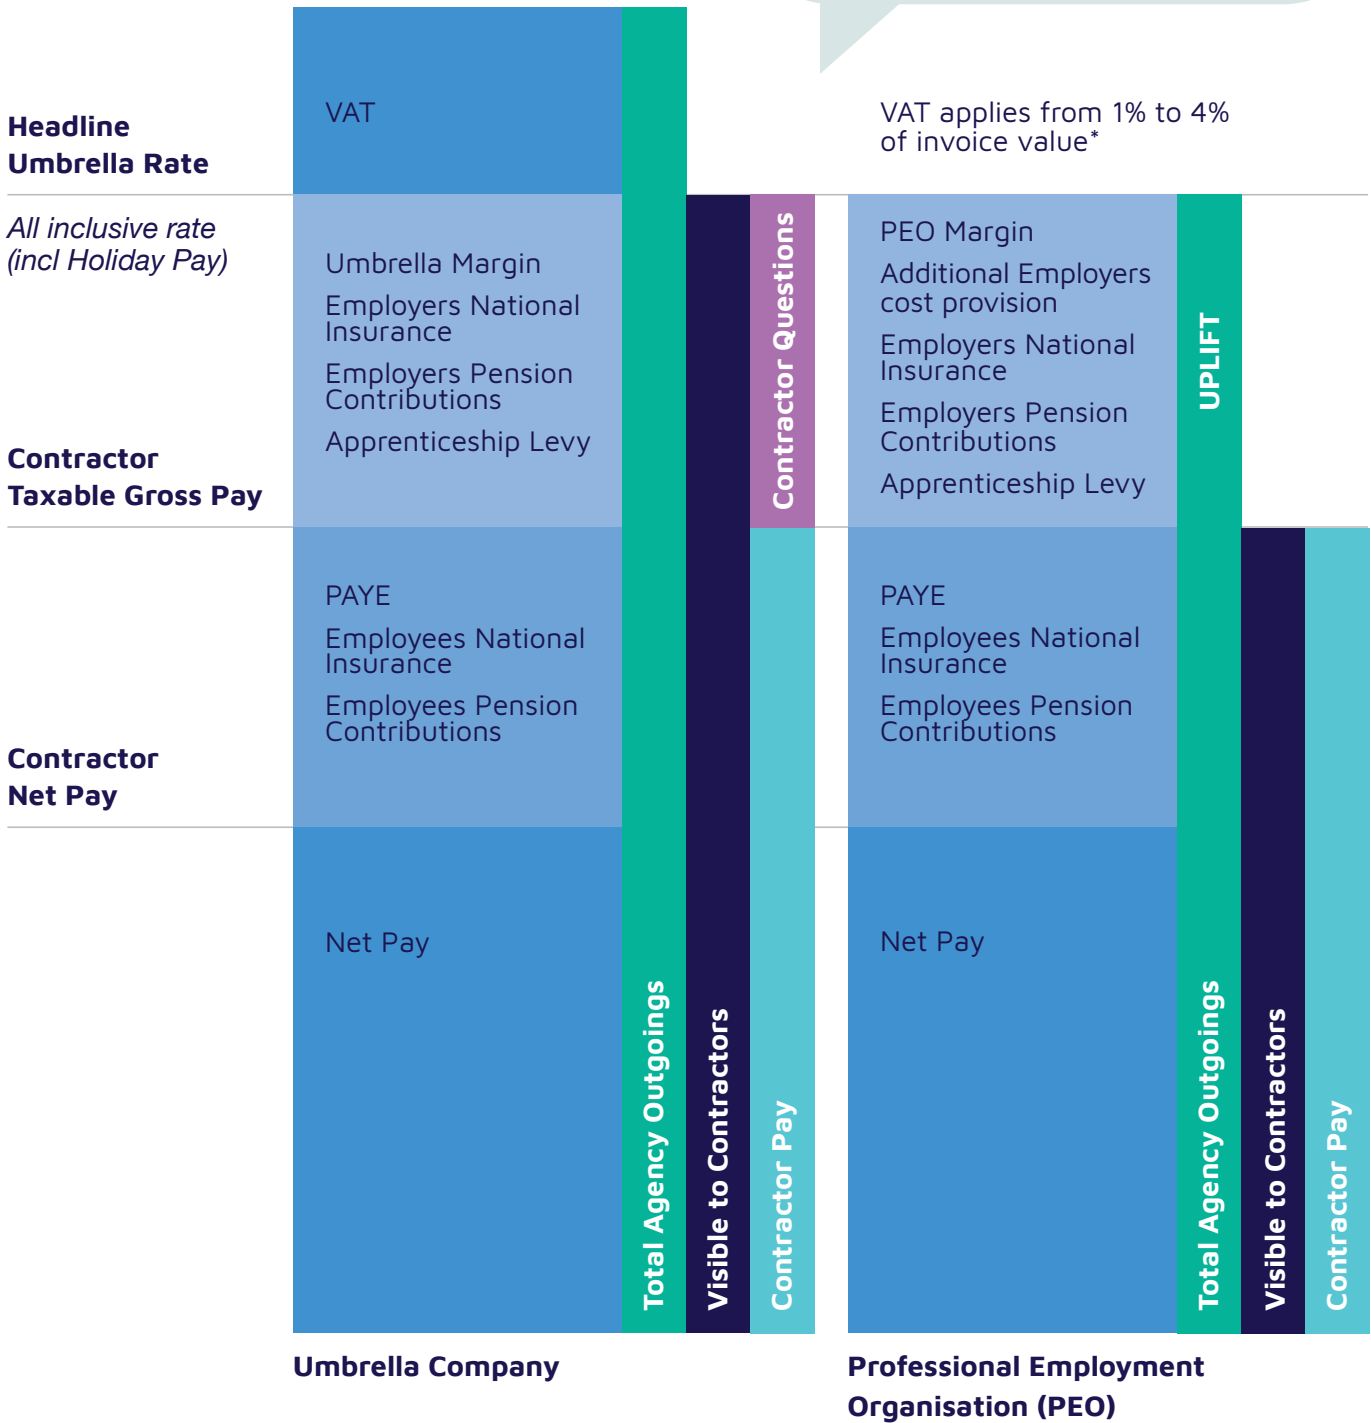 Headline
Umbrella Rate
All inclusive rate
(incl Holiday Pay)
Contractor
Taxable Gross Pay
Contractor
Net Pay
VAT
Umbrella Margin
Employers National
Insurance
Employers Pension
Contributions
Apprenticeship Levy
PAYE
Employees National
Insurance
Employees Pension
Contributions
Net Pay
Total Agency Outgoings
Visible to Contractors
Contractor Questions
Contractor Pay
Umbrella Company
VAT applies from 1% to 4%
of invoice value*
PEO Margin
Additional Employers
cost provision
Employers National
Insurance
Employers Pension
Contributions
Apprenticeship Levy
PAYE
Employees National
Insurance
Employees Pension
Contributions
Net Pay
UPLIFT
Total Agency Outgoings
Visible to Contractors
Contractor Pay
Professional Employment
Organisation (PEO)